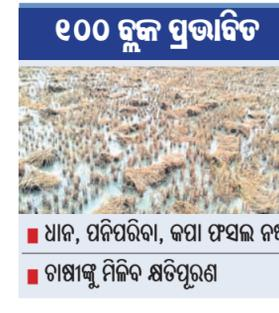 ୧୦୦ ବ୍ଲକ ପ୍ରଭାବିତ
ଧାନ, ପନିପରିବା, କପା ଫସଲ
ଚାଷୀଙ୍କୁ ମିଳିବ କ୍ଷତିପୂରଣ